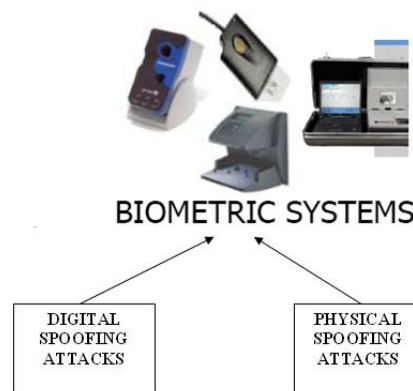 BIOMETRIC SYSTEMS
DIGITAL
SPOOFING
ATTACKS
PHYSICAL
SPOOFING
ATTACKS